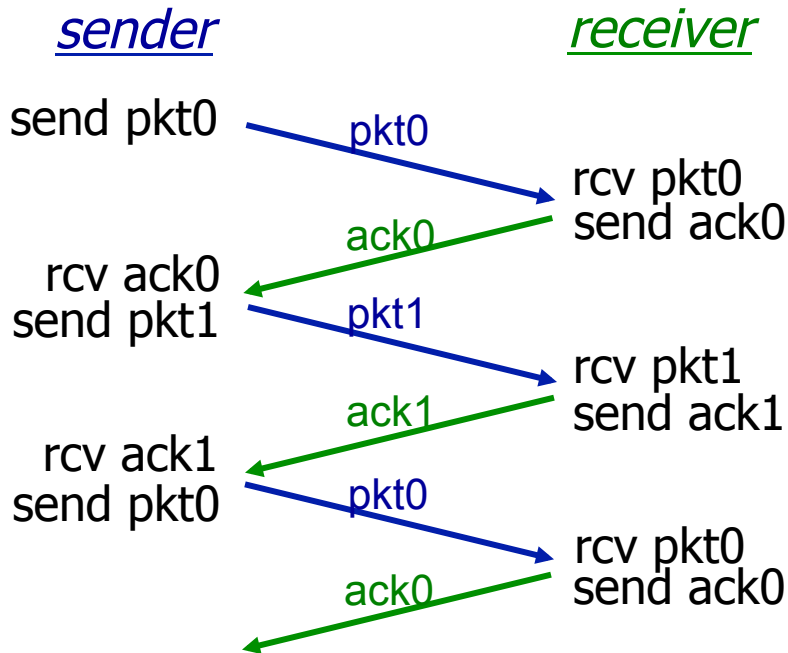 sender
receiver
send pkt0
pkt0
rcv pkt0
send ack0
ack0
rcv ack0
send pkt1
pkt1
rcv pkt1
send ack1
ack1
rcv ack1
send pkt0
pkt0
rcv pkt0
send ack0
ack0